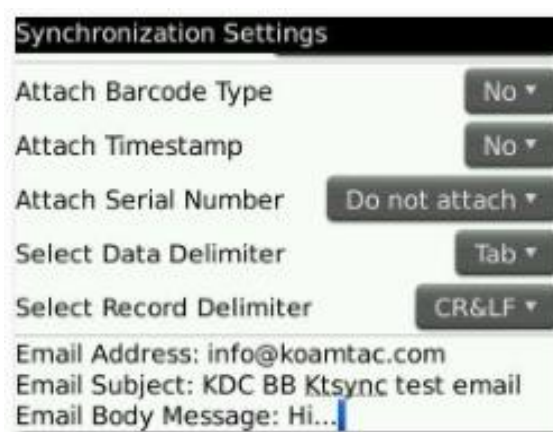 Synchronization Settings
Attach Barcode Type No
Attach Timestamp No
Attach Serial Number Do not attach
Select Data Delimiter Tab
Select Record Delimiter CR&LF
Email Address: info@koamtac.com
Email Subject: KDC BB Ktsync test email
Email Body Message: Hi...